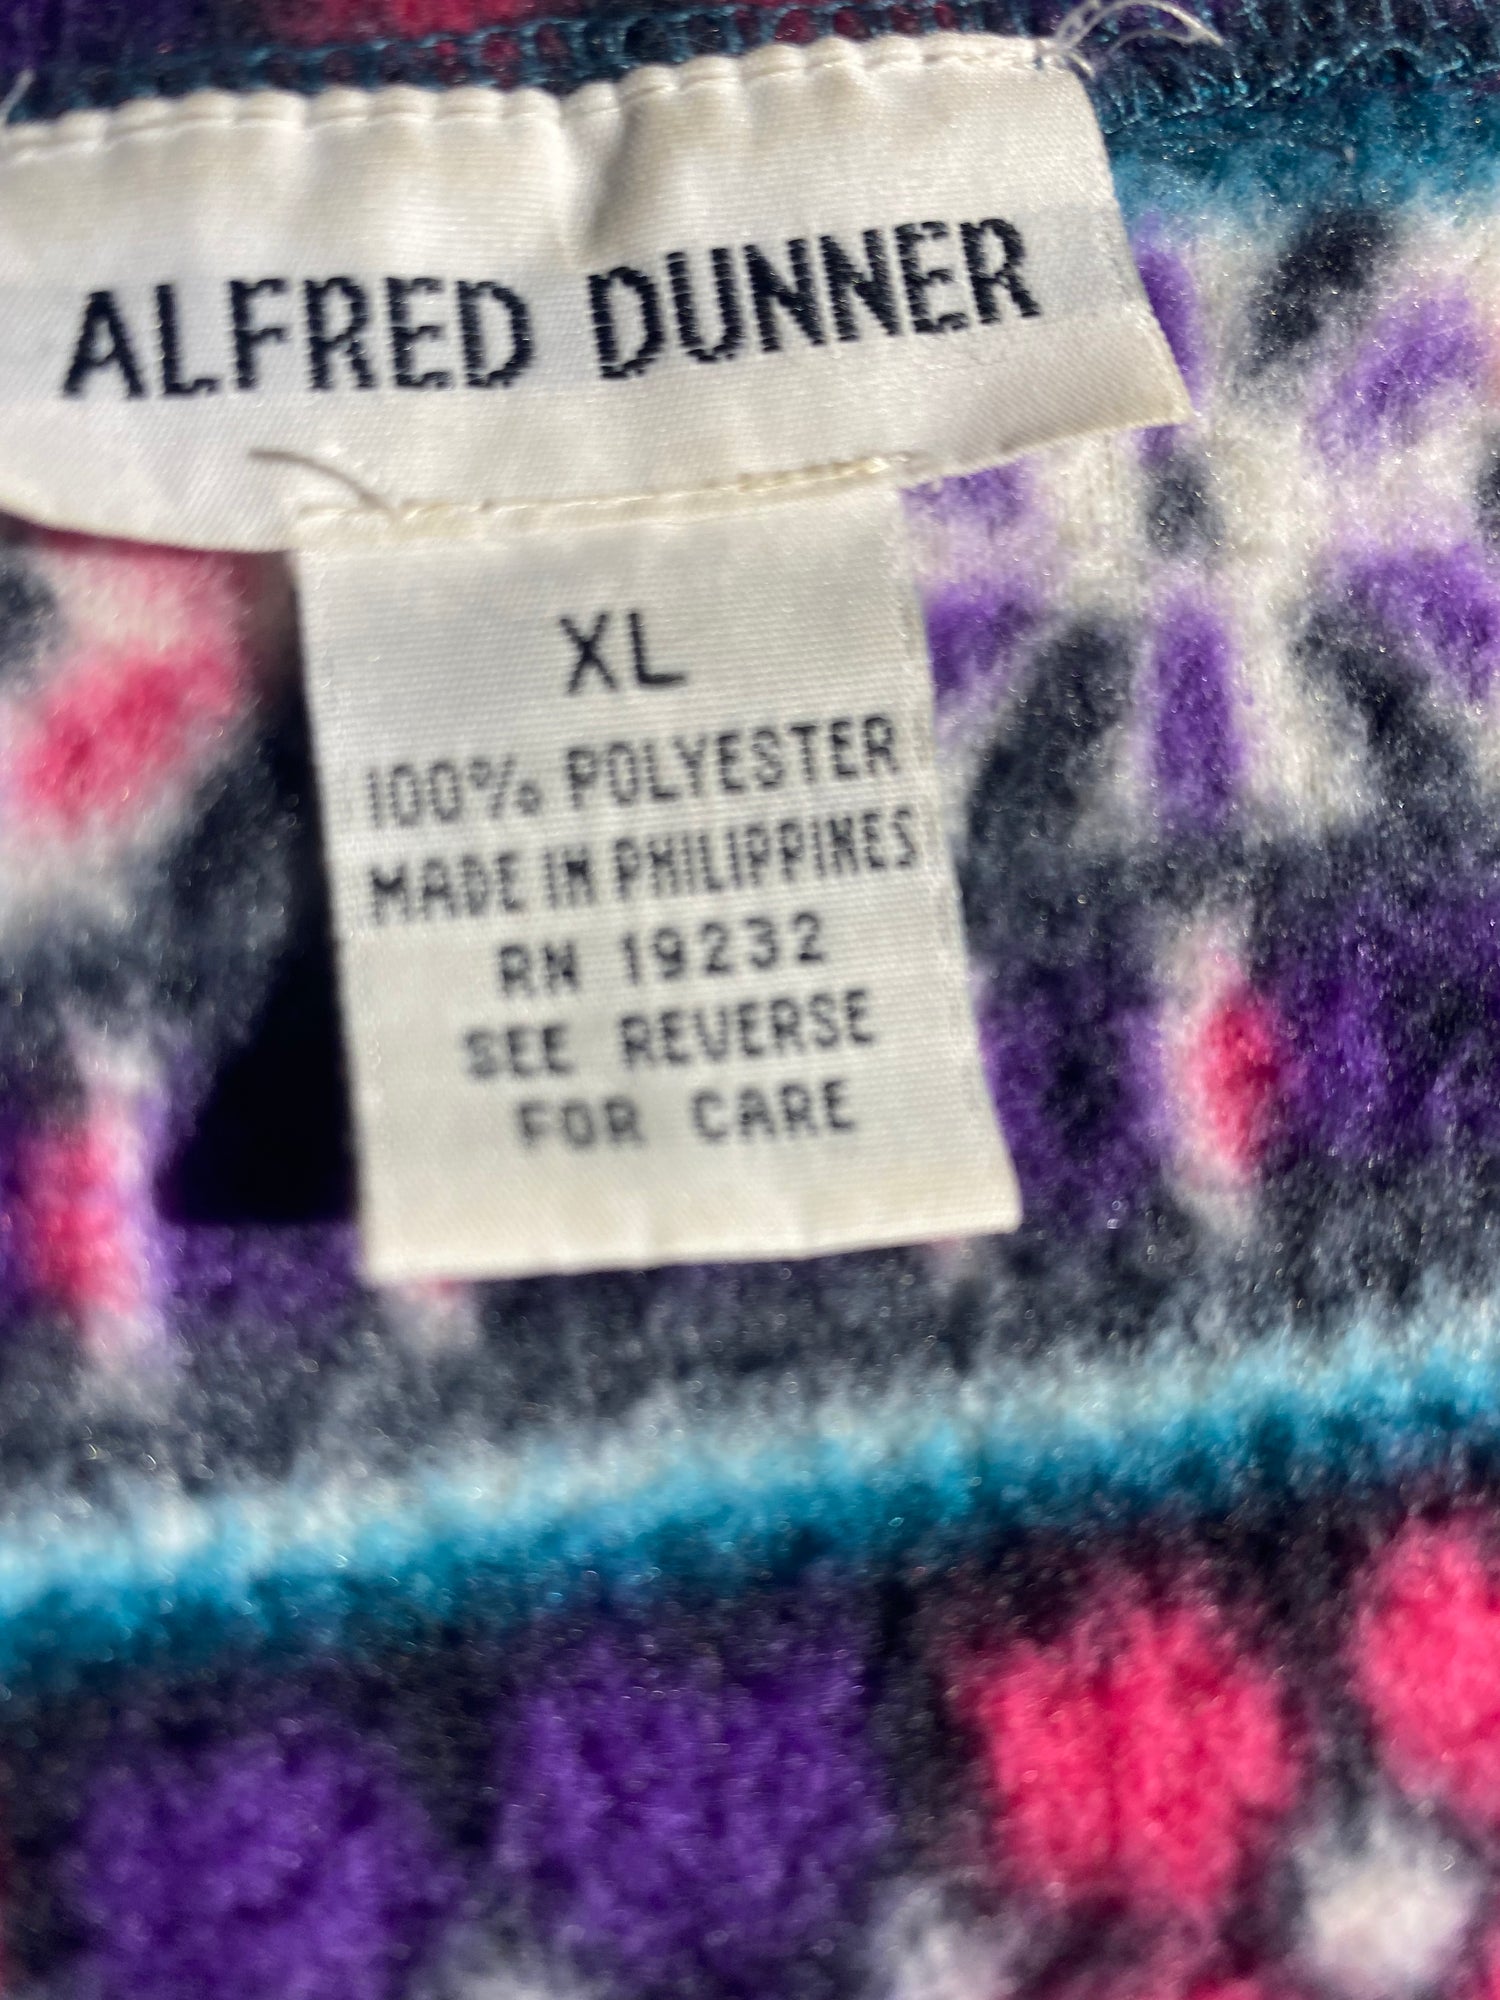 ALFRED DUNNER
XL
100% POLYESTER
MADE IN PHILIPPINES
RN 19232
SEE REVERSE
FOR CARE